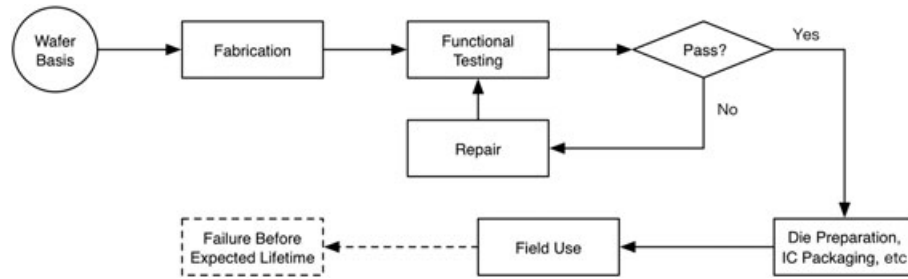 Wafer
Basis
Fabrication
Functional
Testing
Pass?
Yes
No
Repair
Failure Before
Expected Lifetime
Field Use
Die Preparation,
IC Packaging, etc